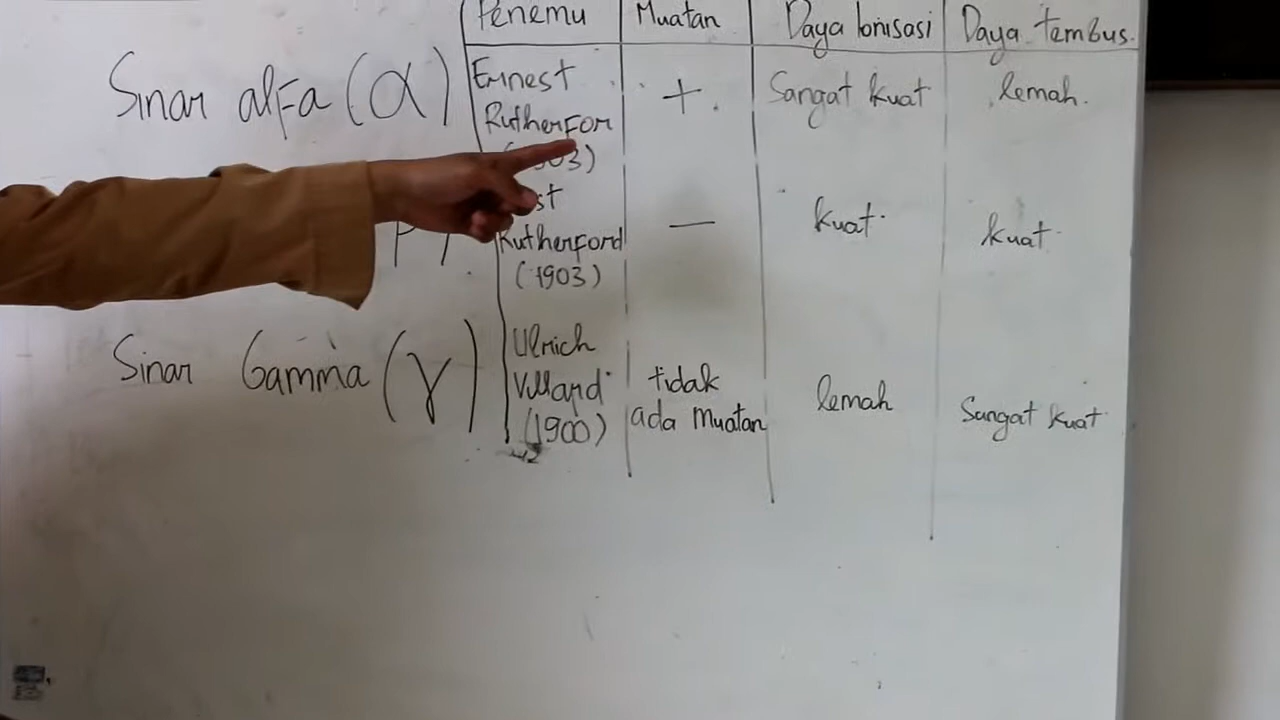 Penemu Muatan Daya Ionisasi Daya tembus.
Sinar alfa (α) Ernest + Sangat kuat lemah.
Rutherfor
Rutherford — kuat. kuat.
(1903)
Sinar Gamma (γ) Ulrich
Villard tidak lemah Sangat kuat
(1900) ada Muatan